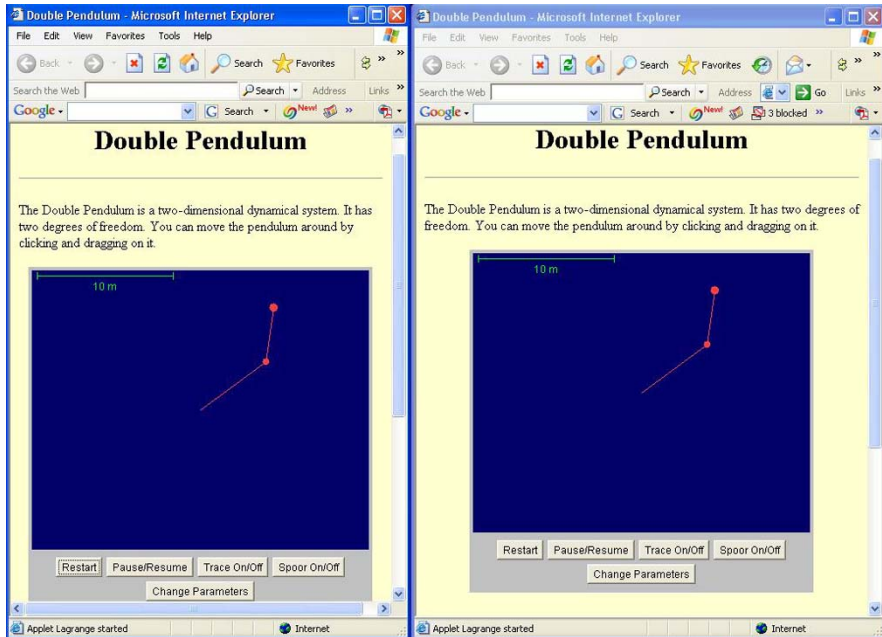 Double Pendulum - Microsoft Internet Explorer
File Edit View Favorites Tools Help
Back Search Favorites »
Search the Web Search Address Links »
Google Search New! »
Double Pendulum
The Double Pendulum is a two-dimensional dynamical system. It has
two degrees of freedom. You can move the pendulum around by
clicking and dragging on it.
10 m
Restart Pause/Resume Trace On/Off Spoor On/Off
Change Parameters
Applet Lagrange started Internet
Double Pendulum - Microsoft Internet Explorer
File Edit View Favorites Tools Help
Back Search Favorites »
Search the Web Search Address Go Links »
Google Search New! 3 blocked »
Double Pendulum
The Double Pendulum is a two-dimensional dynamical system. It has two degrees of
freedom. You can move the pendulum around by clicking and dragging on it.
10 m
Restart Pause/Resume Trace On/Off Spoor On/Off
Change Parameters
Applet Lagrange started Internet